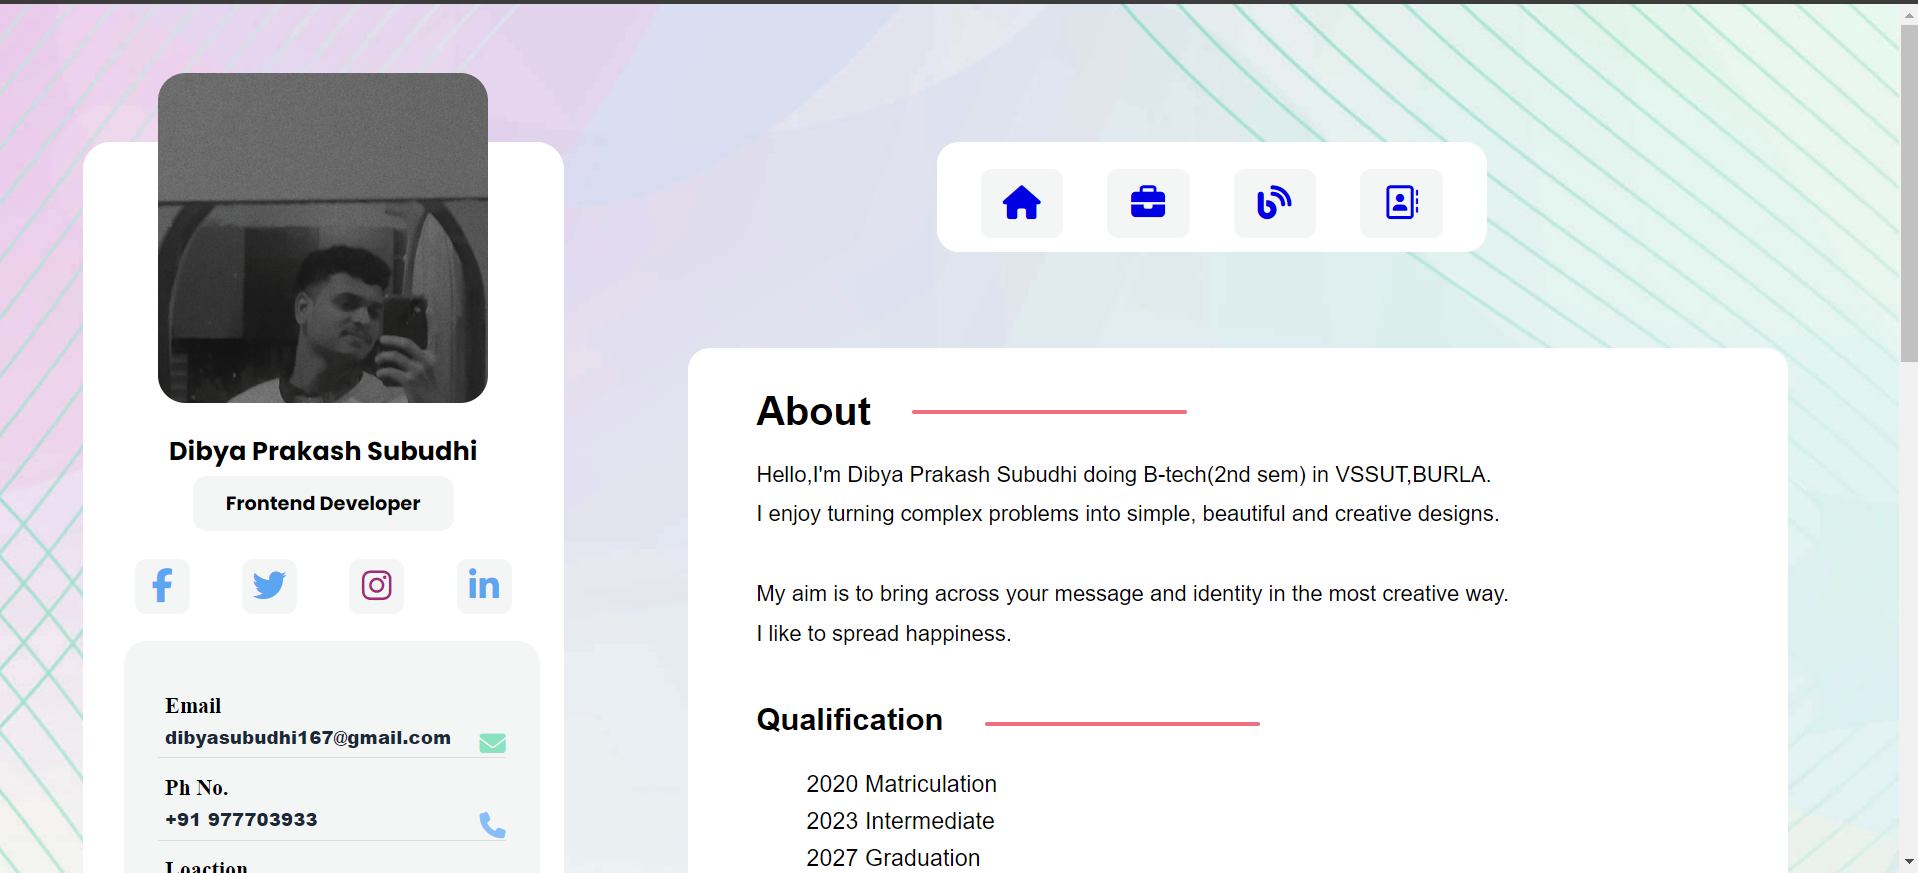 Dibya Prakash Subudhi
Frontend Developer
Email
dibyasubudhi167@gmail.com
Ph No.
+91 977703933
Loaction
About
Hello,I'm Dibya Prakash Subudhi doing B-tech(2nd sem) in VSSUT,BURLA.
I enjoy turning complex problems into simple, beautiful and creative designs.
My aim is to bring across your message and identity in the most creative way.
I like to spread happiness.
Qualification
2020 Matriculation
2023 Intermediate
2027 Graduation